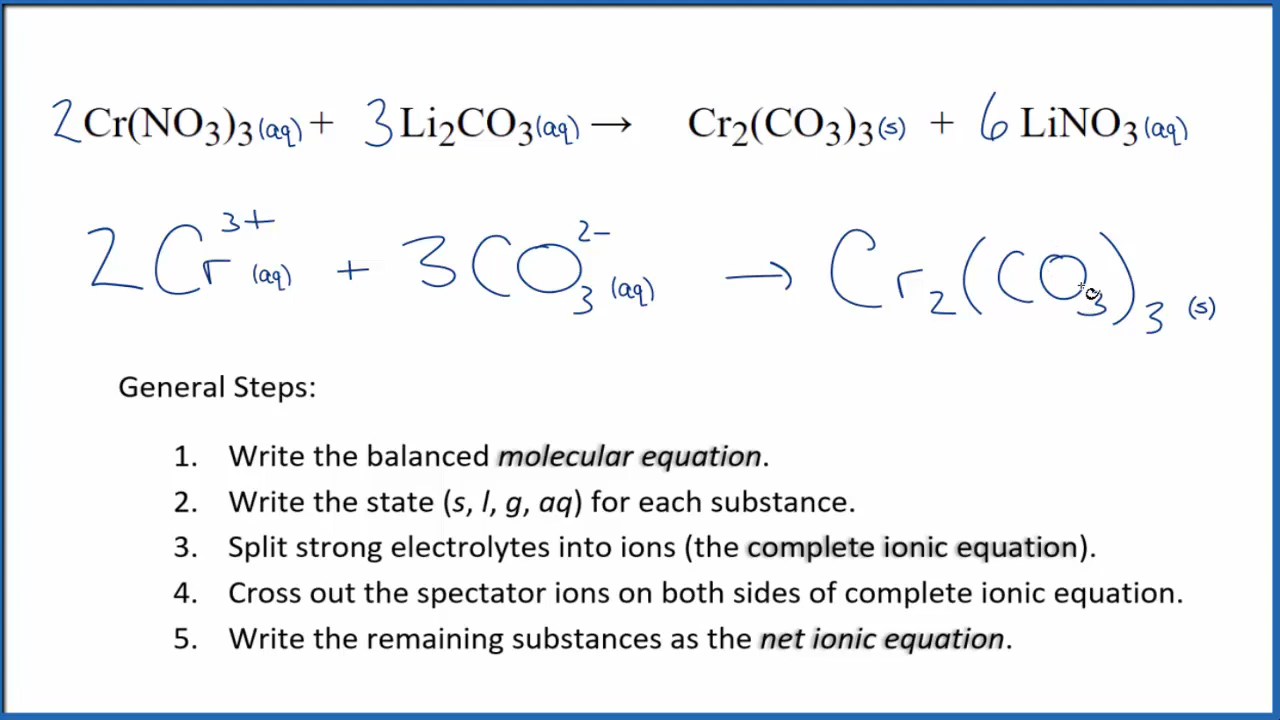 2Cr(NO₃)₃(aq) + 3Li₂CO₃(aq) → Cr₂(CO₃)₃(s) + 6LiNO₃(aq)
2Cr³⁺(aq) + 3CO₃²⁻(aq) → Cr₂(CO₃)₃(s)
General Steps:
1. Write the balanced molecular equation.
2. Write the state (s, l, g, aq) for each substance.
3. Split strong electrolytes into ions (the complete ionic equation).
4. Cross out the spectator ions on both sides of complete ionic equation.
5. Write the remaining substances as the net ionic equation.